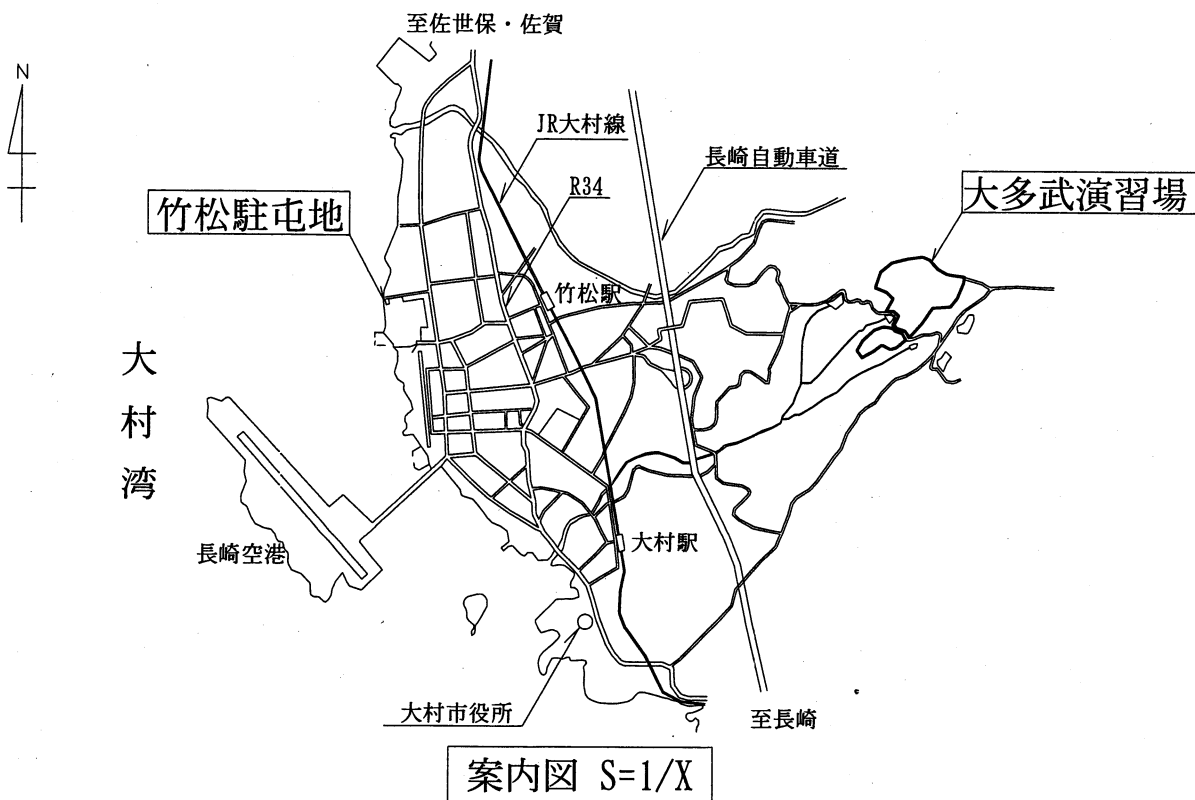 至佐世保・佐賀
N
JR大村線
長崎自動車道
R34
大多武演習場
竹松駐屯地
竹松駅
大村湾
長崎空港
大村駅
大村市役所
至長崎
案内図 S=1/X